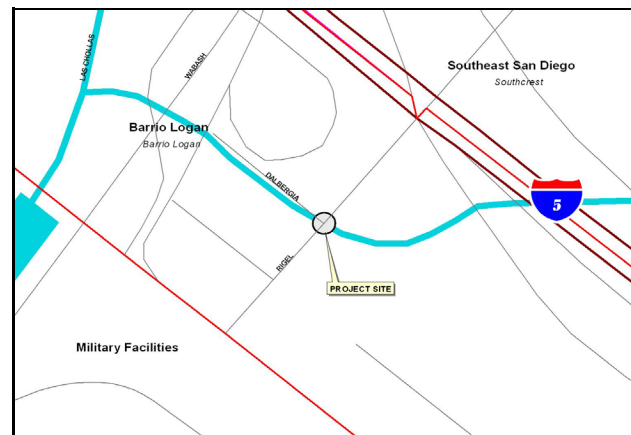 LAS CHOLLAS
WABASH
Southeast San Diego
Southcrest
Barrio Logan
Barrio Logan
DALBERGIA
5
RIGEL
PROJECT SITE
Military Facilities